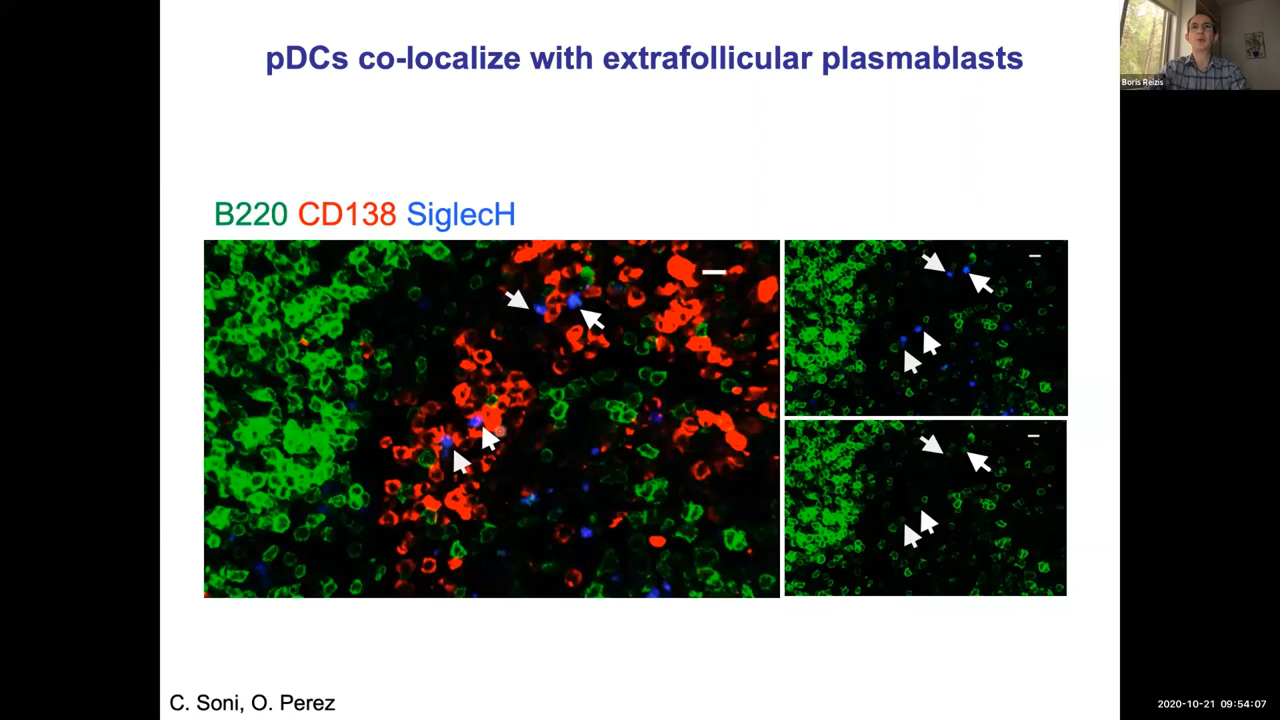 pDCs co-localize with extrafollicular plasmablasts
Boris Reizis
B220 CD138 SiglecH
C. Soni, O. Perez
2020-10-21 09:54:07